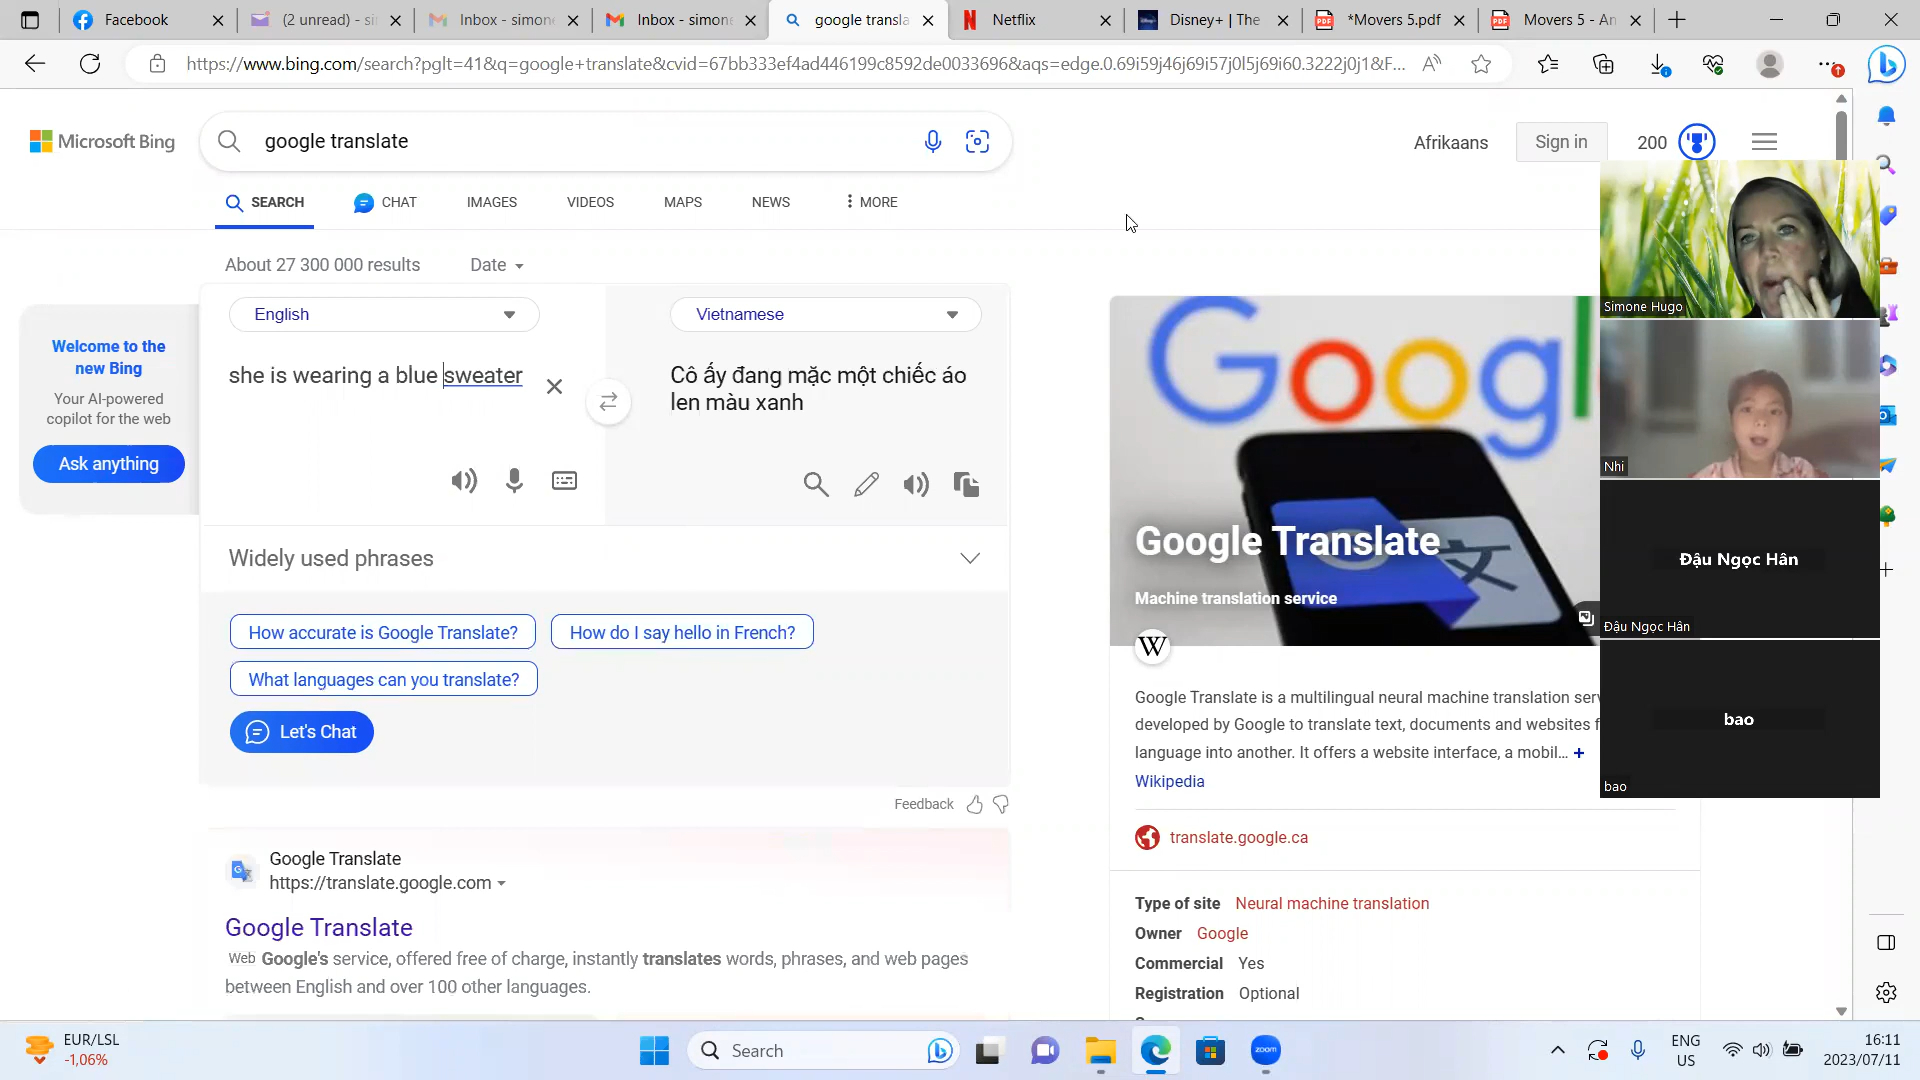 Facebook
(2 unread) - si
Inbox - simone
Inbox - simone
google transla
Netflix
Disney+ | The
*Movers 5.pdf
Movers 5 - An
https://www.bing.com/search?pglt=41&q=google+translate&cvid=67bb333ef4ad446199c8592de0033696&aqs=edge.0.69i59j46j69i57j0l5j69i60.3222j0j1&F...
Microsoft Bing
google translate
Afrikaans
Sign in
200
SEARCH
CHAT
IMAGES
VIDEOS
MAPS
NEWS
MORE
About 27 300 000 results
Date
Welcome to the
new Bing
Your AI-powered
copilot for the web
Ask anything
English
Vietnamese
she is wearing a blue sweater
Cô ấy đang mặc một chiếc áo
len màu xanh
Widely used phrases
How accurate is Google Translate?
How do I say hello in French?
What languages can you translate?
Let's Chat
Feedback
Google Translate
https://translate.google.com
Google Translate
Web Google's service, offered free of charge, instantly translates words, phrases, and web pages
between English and over 100 other languages.
Googl
Google Translate
Machine translation service
W
Google Translate is a multilingual neural machine translation ser
developed by Google to translate text, documents and websites f
language into another. It offers a website interface, a mobil... +
Wikipedia
translate.google.ca
Type of site Neural machine translation
Owner Google
Commercial Yes
Registration Optional
Simone Hugo
Nhi
Đậu Ngọc Hân
Đậu Ngọc Hân
bao
bao
EUR/LSL
-1,06%
Search
zoom
ENG
US
16:11
2023/07/11